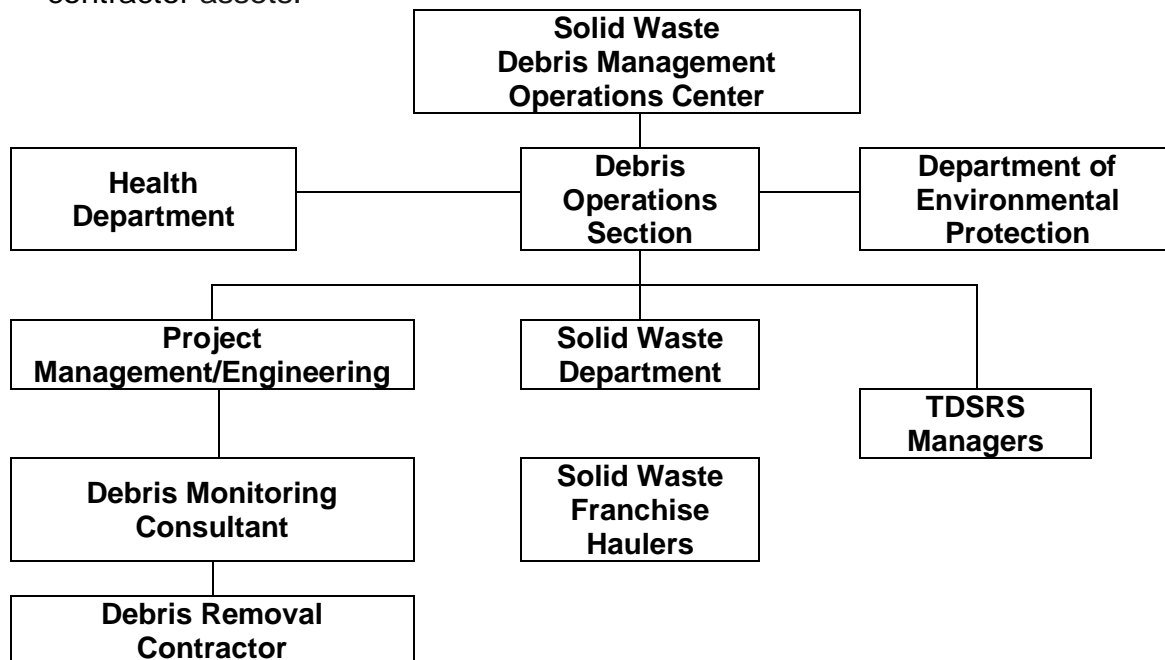 contractor assets.
Solid Waste
Debris Management
Operations Center
Health
Department
Debris
Operations
Section
Department of
Environmental
Protection
Project
Management/Engineering
Solid Waste
Department
TDSRS
Managers
Debris Monitoring
Consultant
Solid Waste
Franchise
Haulers
Debris Removal
Contractor